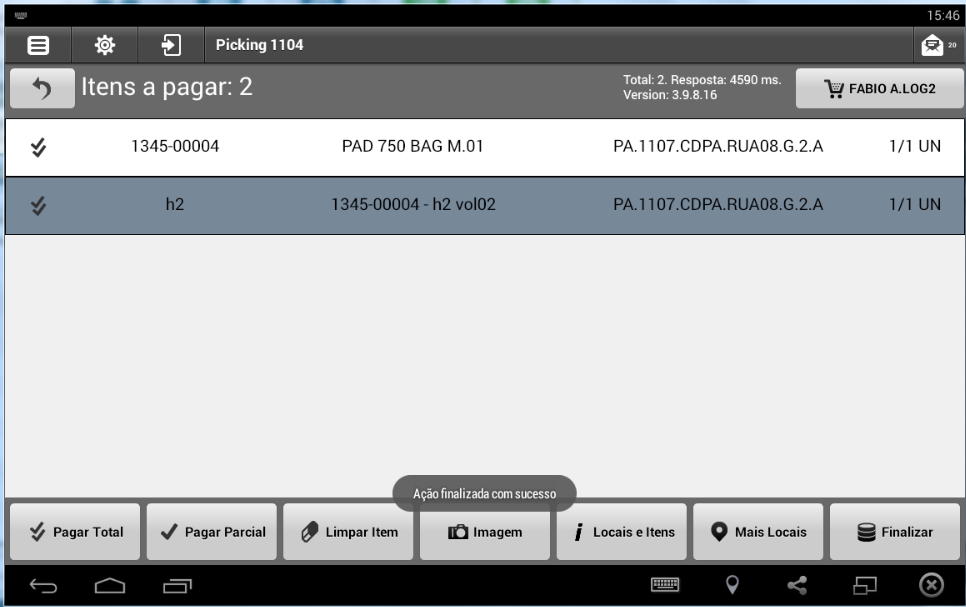 15:46
Picking 1104
20
Itens a pagar: 2
Total: 2. Resposta: 4590 ms.
Version: 3.9.8.16
FABIO A.LOG2
1345-00004 PAD 750 BAG M.01 PA.1107.CDPA.RUA08.G.2.A 1/1 UN
h2 1345-00004 - h2 vol02 PA.1107.CDPA.RUA08.G.2.A 1/1 UN
Ação finalizada com sucesso
Pagar Total Pagar Parcial Limpar Item Imagem Locais e Itens Mais Locais Finalizar